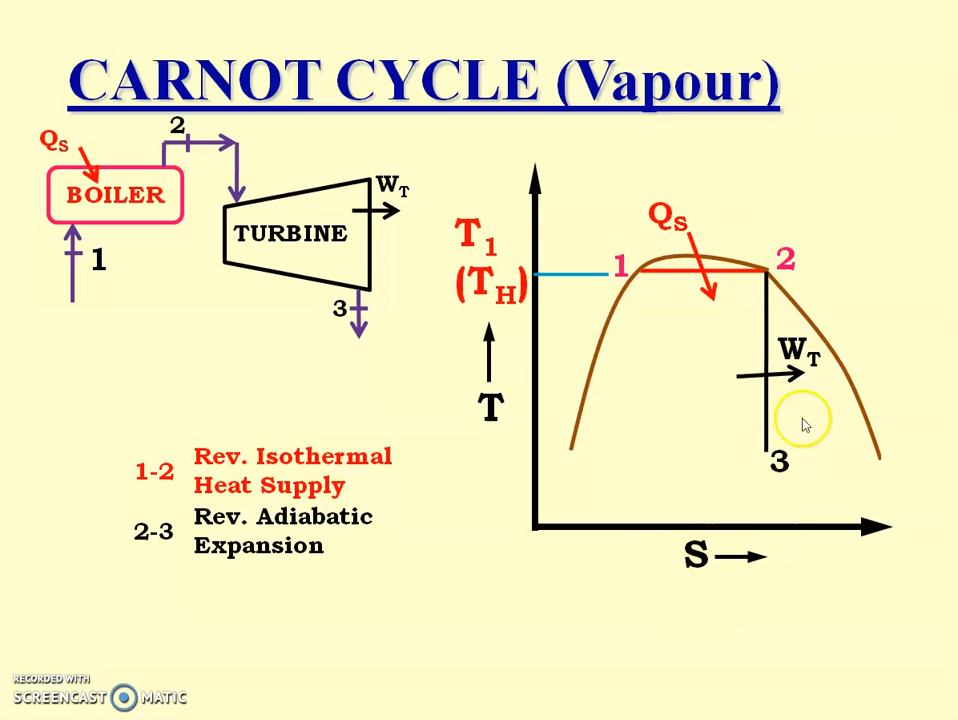 CARNOT CYCLE (Vapour)
QS
2
BOILER
WT
TURBINE
1
3
T1
(TH)
QS
1
2
WT
T
3
S
1-2 Rev. Isothermal
Heat Supply
2-3 Rev. Adiabatic
Expansion
RECORDED WITH
SCREENCAST MATIC